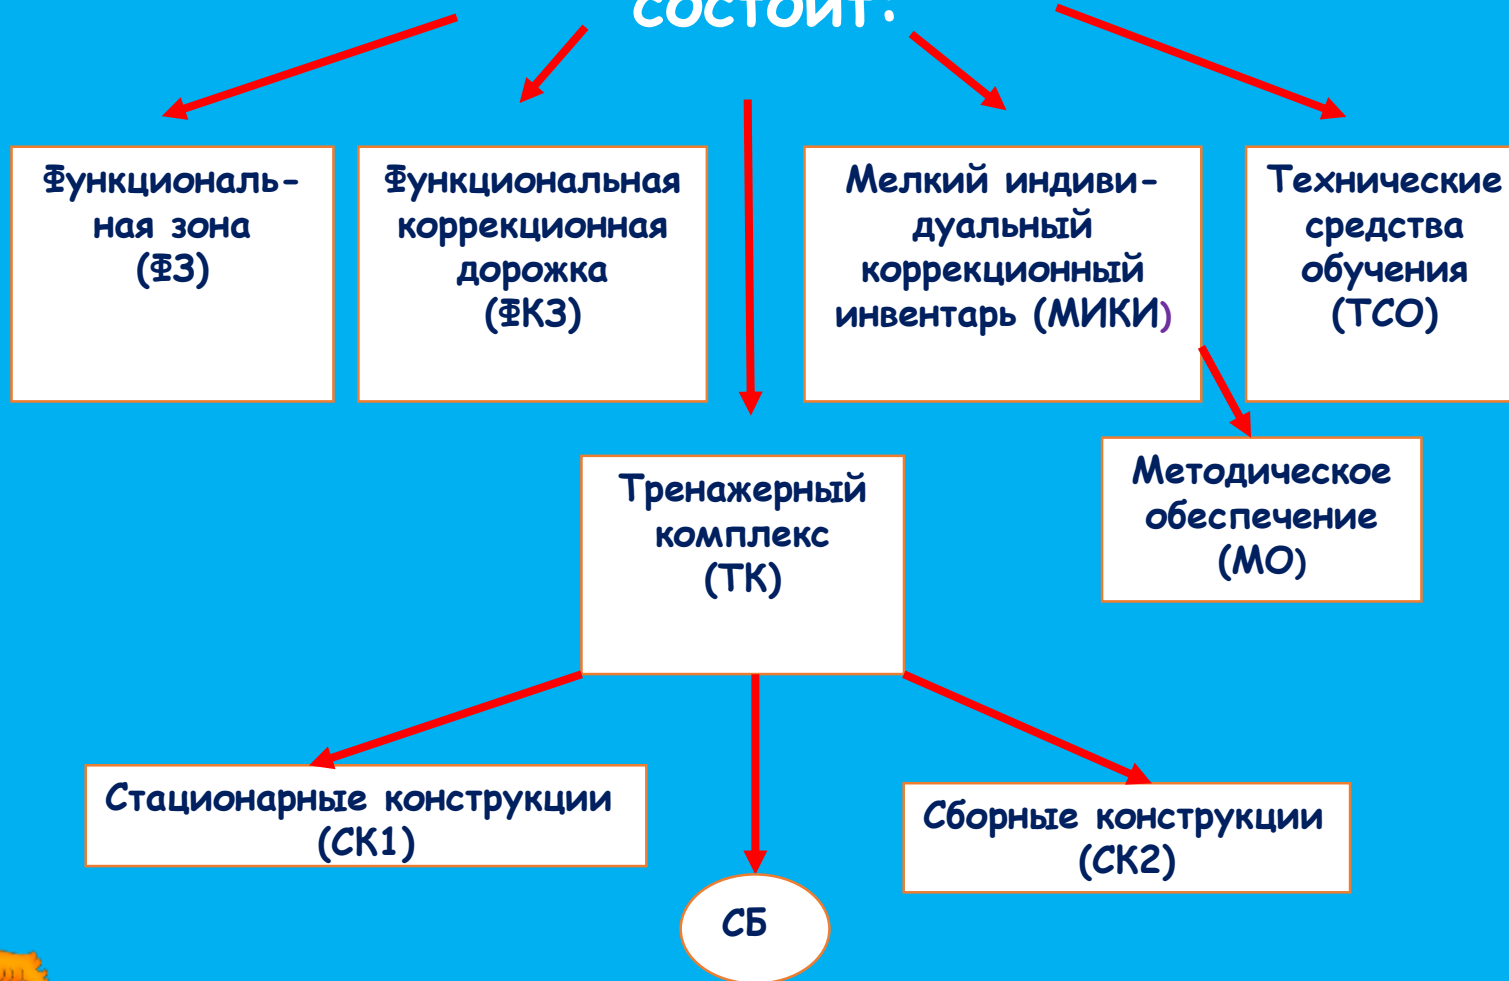 состоит:
Функциональ-
ная зона
(ФЗ)
Функциональная
коррекционная
дорожка
(ФКЗ)
Мелкий индиви-
дуальный
коррекционный
инвентарь (МИКИ)
Технические
средства
обучения
(ТСО)
Тренажерный
комплекс
(ТК)
Методическое
обеспечение
(МО)
Стационарные конструкции
(СК1)
Сборные конструкции
(СК2)
СБ